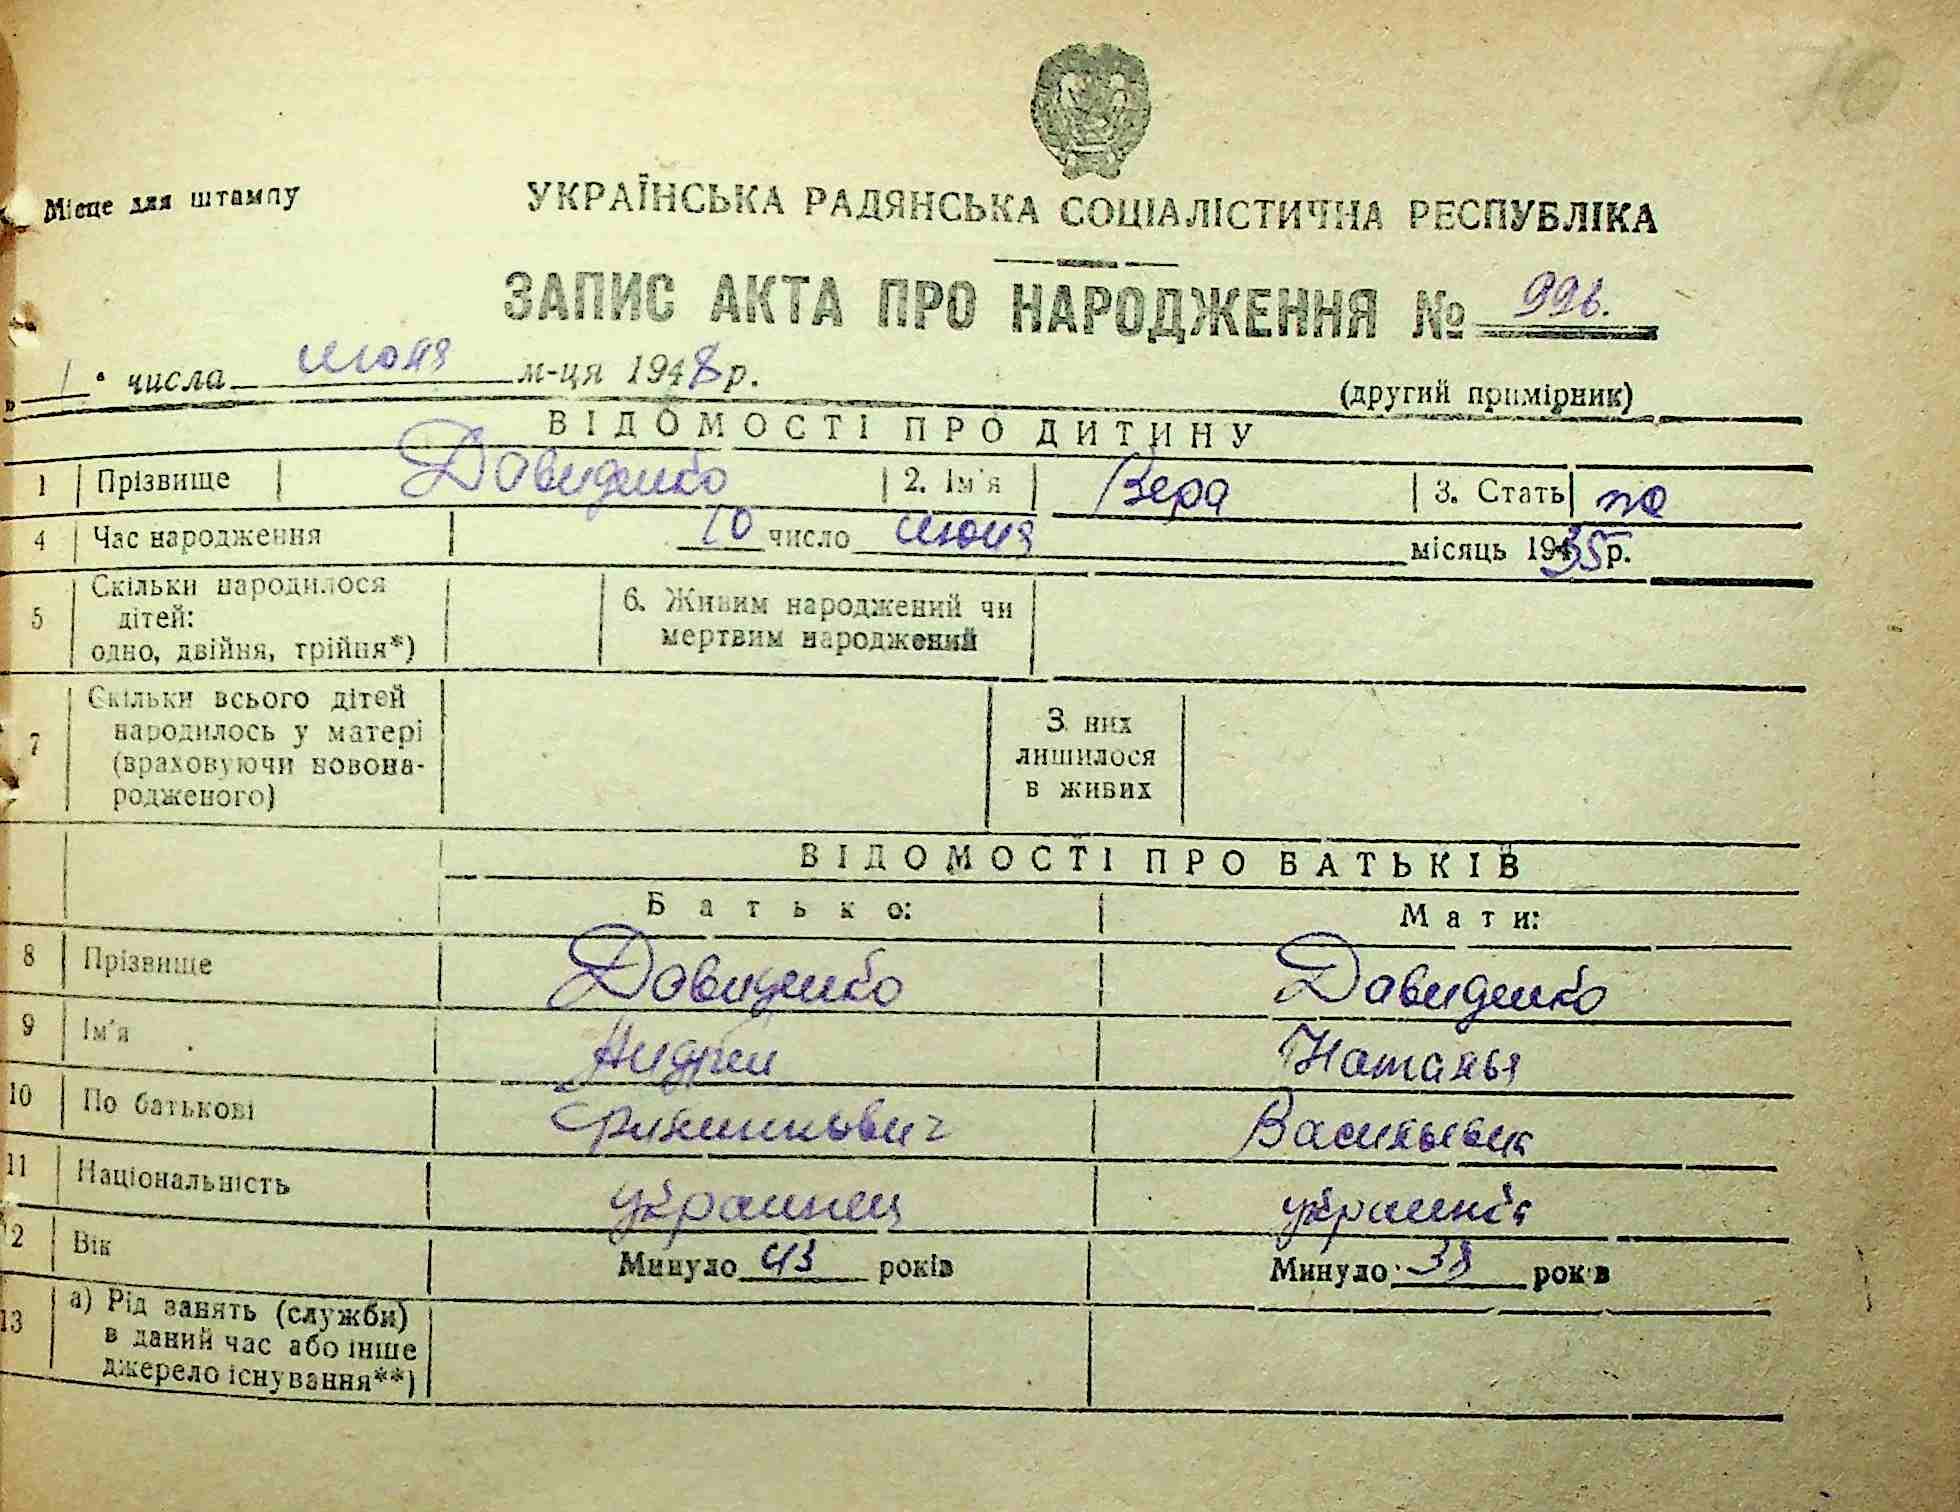 Місце для штампу
УКРАЇНСЬКА РАДЯНСЬКА СОЦІАЛІСТИЧНА РЕСПУБЛІКА
ЗАПИС АКТА ПРО НАРОДЖЕННЯ № 996.
„ 1 " числа июня м-ця 1948 р.
(другий примірник)
ВІДОМОСТІ ПРО ДИТИНУ
1 Прізвище Давиденко 2. Ім'я Вера 3. Стать
4 Час народження 10 число июня місяць 1935 р.
5 Скільки народилося дітей: одно, двійня, трійня*) 6. Живим народжений чи мертвим народжений
7 Скільки всього дітей народилось у матері (враховуючи новонародженого) З них лишилося в живих
ВІДОМОСТІ ПРО БАТЬКІВ
Батько: Мати:
8 Прізвище Давиденко Давиденко
9 Ім'я Андрей Наталья
10 По батькові Филиппович Васильевн
11 Національність украинец украинка
12 Вік Минуло 43 років Минуло 38 років
13 а) Рід занять (служби) в даний час або інше джерело існування**)